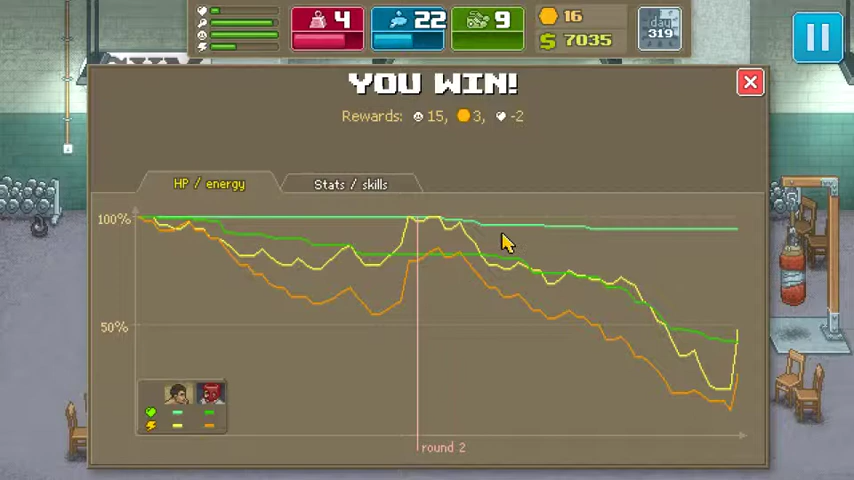 4 22 9 16 day
$ 7035 319
YOU WIN!
Rewards: 15, 3, -2
HP / energy Stats / skills
100%
50%
round 2